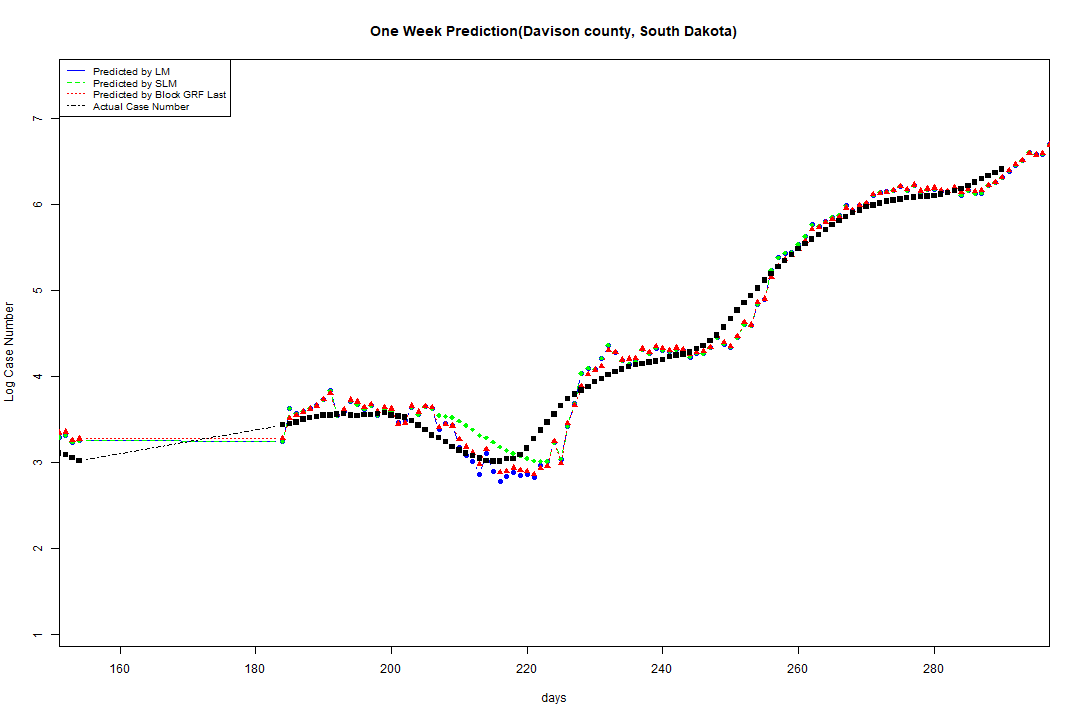 One Week Prediction(Davison county, South Dakota)
Predicted by LM
Predicted by SLM
Predicted by Block GRF Last
Actual Case Number
7
6
5
4
3
2
1
Log Case Number
160 180 200 220 240 260 280
days